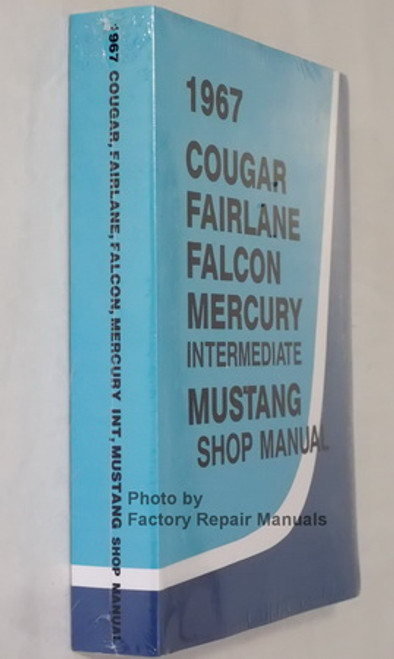 1967 COUGAR, FAIRLANE, FALCON, MERCURY INT, MUSTANG SHOP MANUAL
1967
COUGAR
FAIRLANE
FALCON
MERCURY
INTERMEDIATE
MUSTANG
SHOP MANUAL
Photo by
Factory Repair Manuals